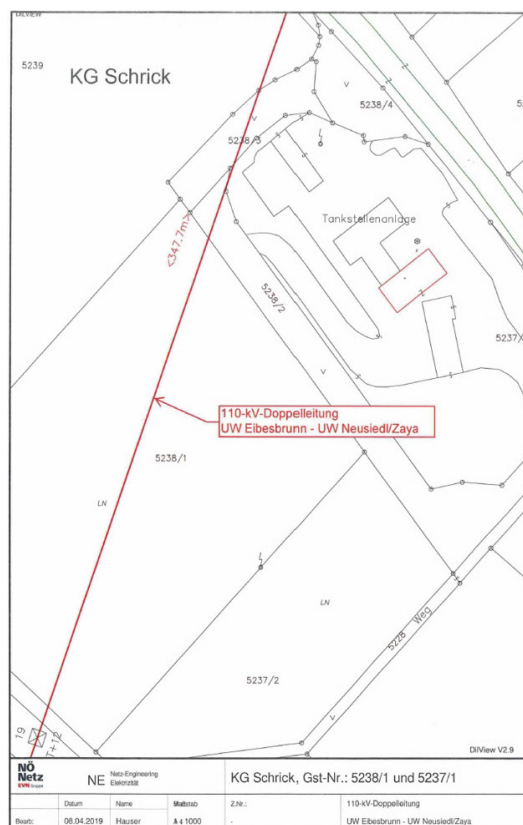 DilView
5239
KG Schrick
5238/4
5238/3
Tankstellenanlage
<347.7m>
5238/2
5237/
110-kV-Doppelleitung
UW Eibesbrunn - UW Neusiedl/Zaya
5238/1
LN
LN
5228 Weg
5237/2
19
T+12
DilView V2.9
NÖ
Netz
EVN Gruppe
NE Netz-Engineering
Elektrizität
KG Schrick, Gst-Nr.: 5238/1 und 5237/1
Datum Name Maßstab Z.Nr.: 110-kV-Doppelleitung
Bearb: 08.04.2019 Hauser 1000 - UW Eibesbrunn - UW Neusiedl/Zaya